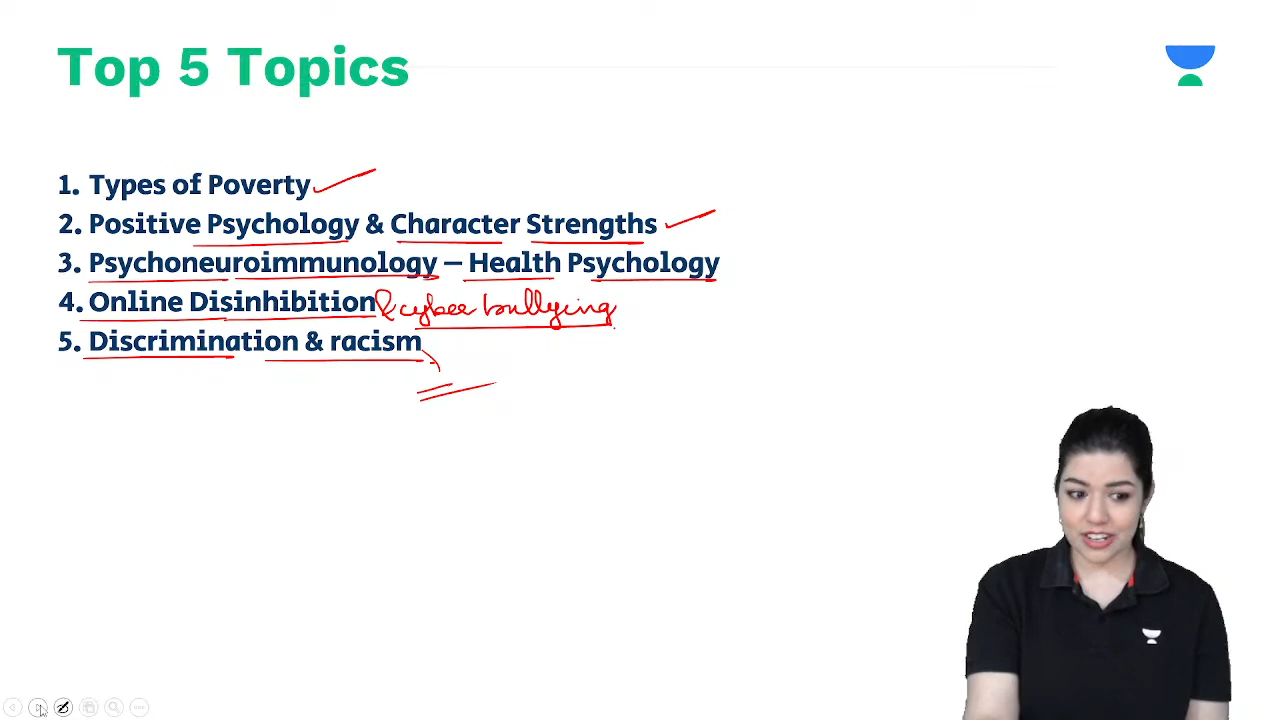 Top 5 Topics
1. Types of Poverty
2. Positive Psychology & Character Strengths
3. Psychoneuroimmunology – Health Psychology
4. Online Disinhibition & cyber bullying
5. Discrimination & racism